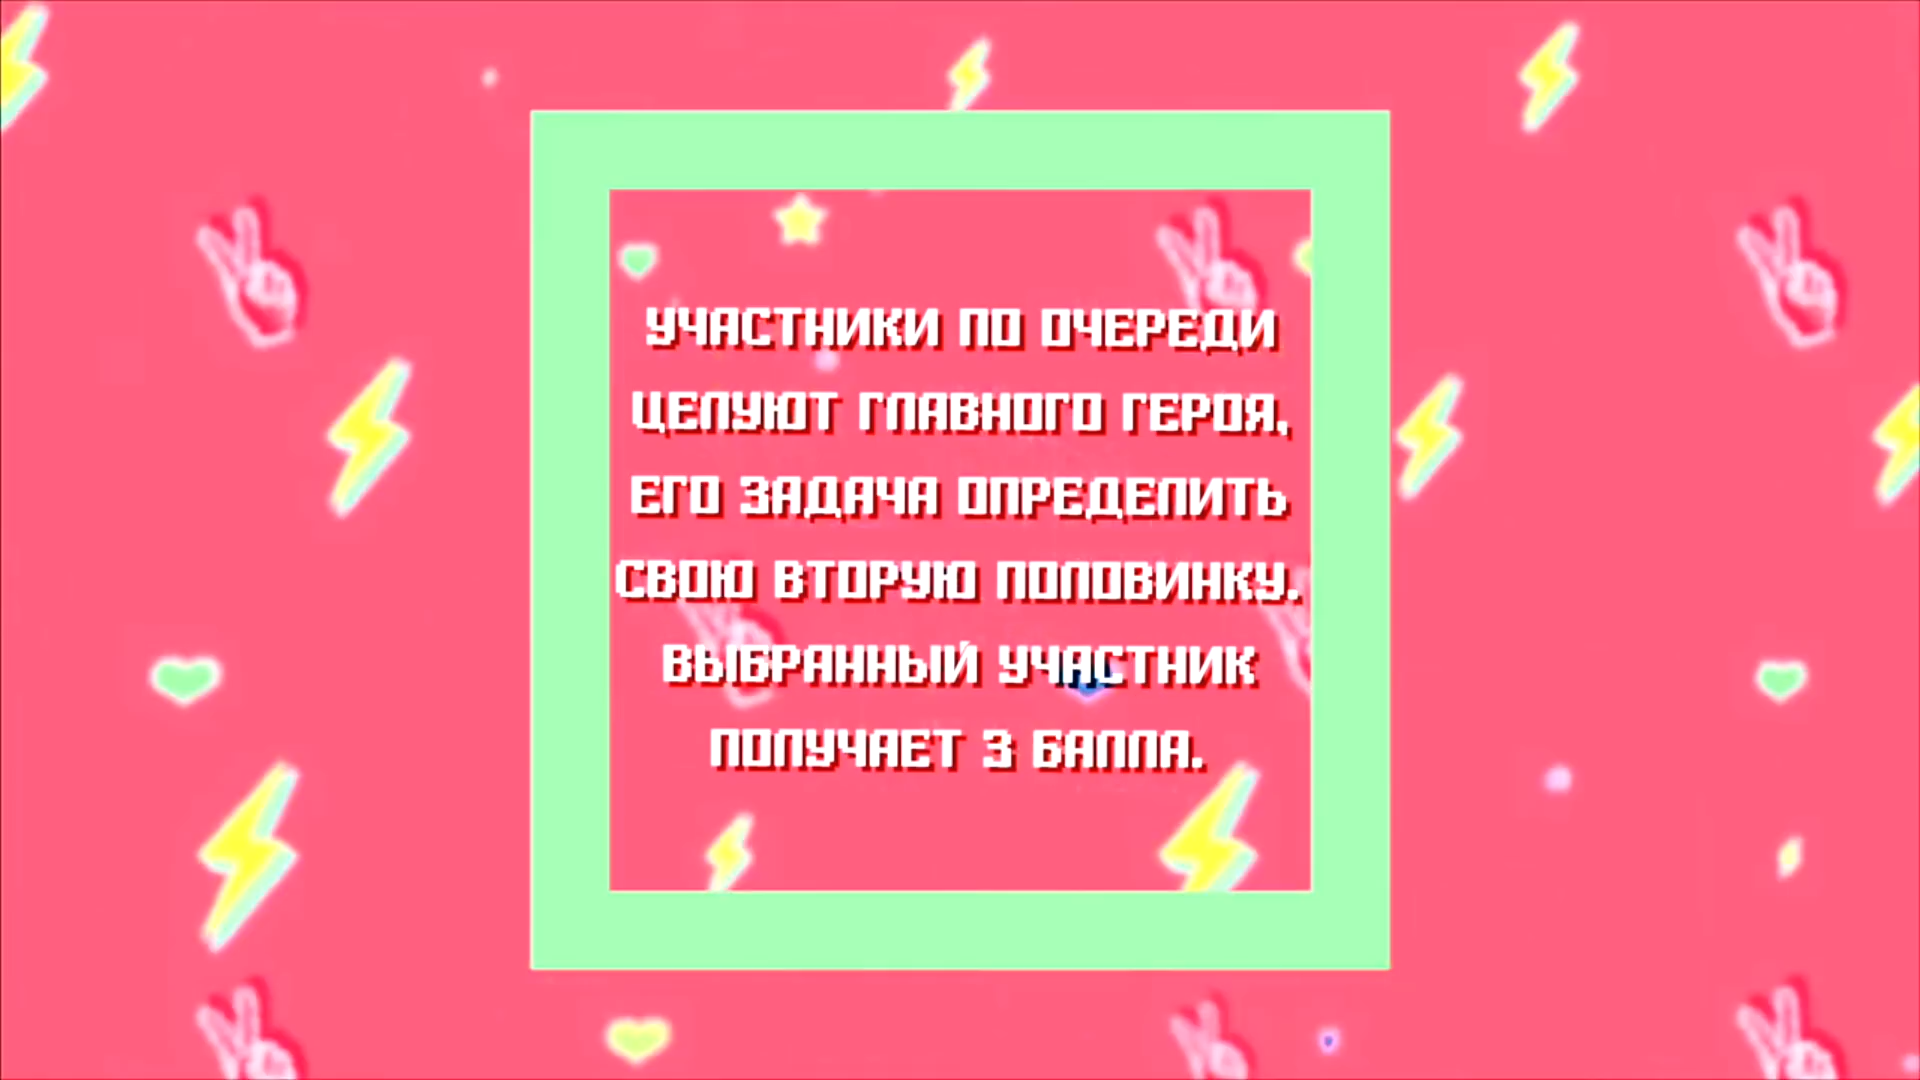 УЧАСТНИКИ ПО ОЧЕРЕДИ
ЦЕЛУЮТ ГЛАВНОГО ГЕРОЯ,
ЕГО ЗАДАЧА ОПРЕДЕЛИТЬ
СВОЮ ВТОРУЮ ПОЛОВИНКУ.
ВЫБРАННЫЙ УЧАСТНИК
ПОЛУЧАЕТ 3 БАЛЛА.